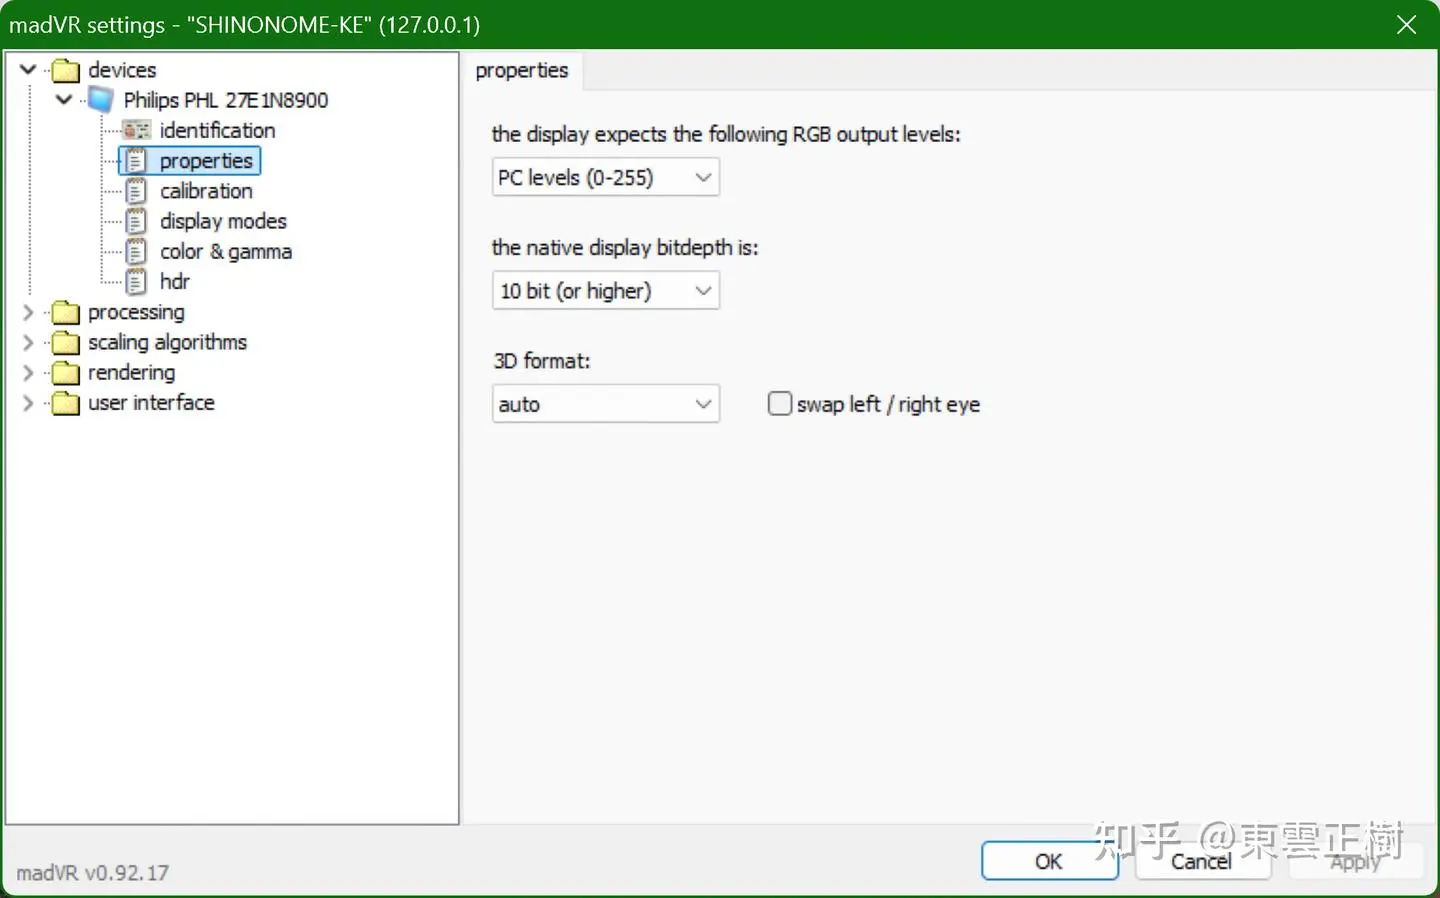 madVR settings - "SHINONOME-KE" (127.0.0.1)
devices
Philips PHL 27E1N8900
identification
properties
calibration
display modes
color & gamma
hdr
processing
scaling algorithms
rendering
user interface
properties
the display expects the following RGB output levels:
PC levels (0-255)
the native display bitdepth is:
10 bit (or higher)
3D format:
auto
swap left / right eye
madVR v0.92.17
OK
Cancel
Apply
知乎 @東雲正樹